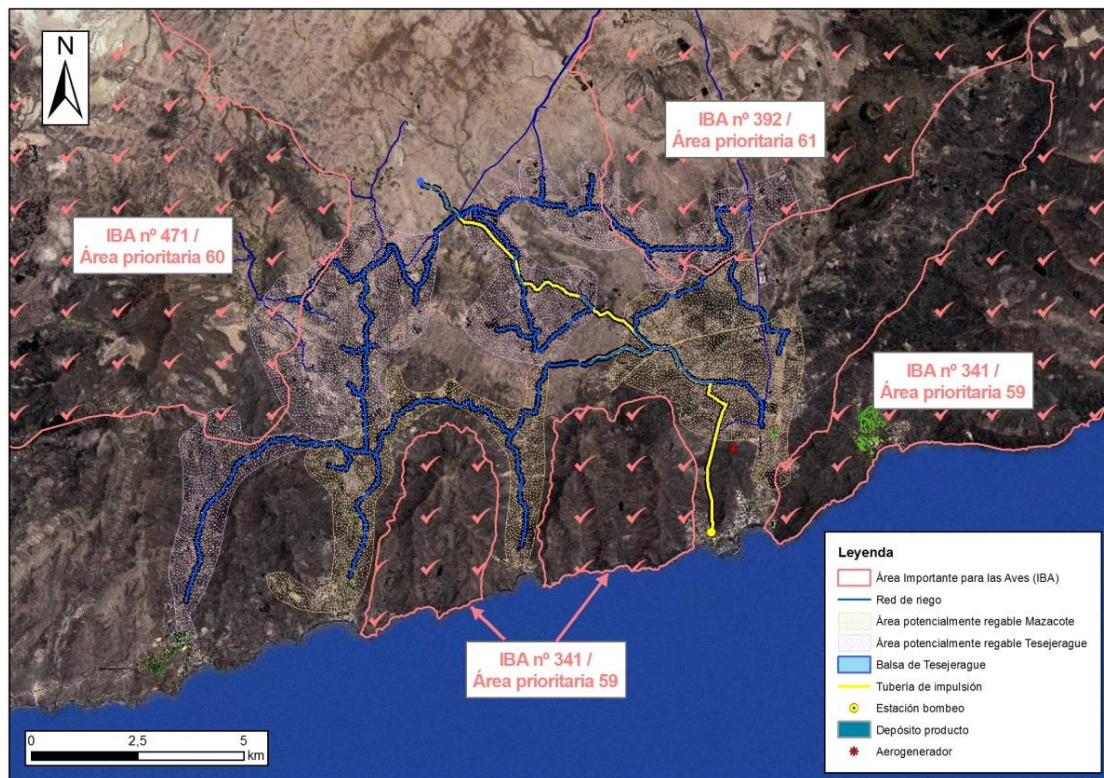 N
IBA nº 392 /
Área prioritaria 61
IBA nº 471 /
Área prioritaria 60
IBA nº 341 /
Área prioritaria 59
IBA nº 341 /
Área prioritaria 59
0 2,5 5
km
Leyenda
Área Importante para las Aves (IBA)
Red de riego
Área potencialmente regable Mazacote
Área potencialmente regable Tesejerague
Balsa de Tesejerague
Tubería de impulsión
Estación bombeo
Depósito producto
Aerogenerador